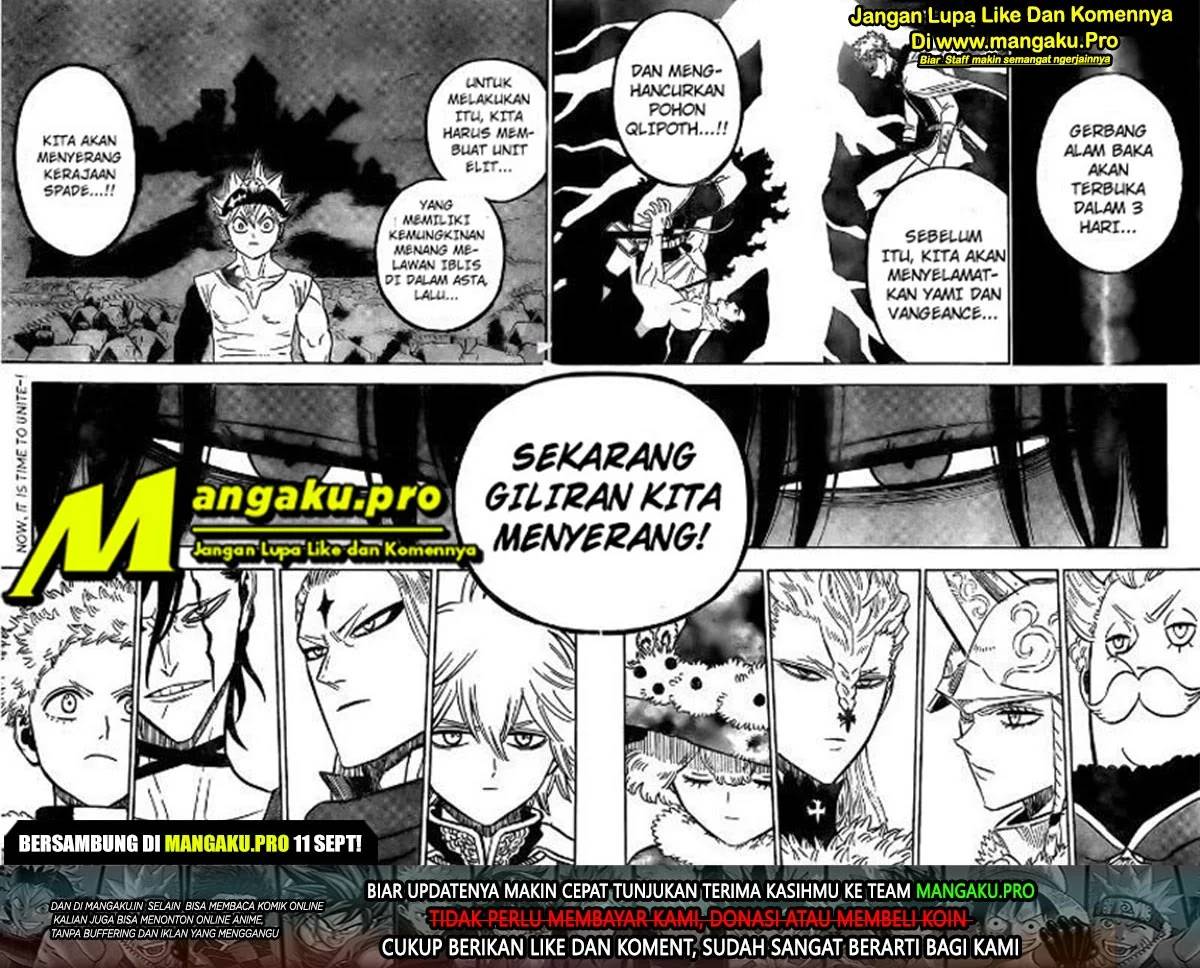 Jangan Lupa Like Dan Komennya
Di www.mangaku.Pro
Biar Staff makin semangat ngerjainnya
GERBANG
ALAM BAKA
AKAN
TERBUKA
DALAM 3
HARI...
SEBELUM
ITU, KITA AKAN
MENYELAMAT-
KAN YAMI DAN
VANGEANCE...
DAN MENG-
HANCURKAN
POHON
QLIPOTH...!!
UNTUK
MELAKUKAN
ITU, KITA
HARUS MEM-
BUAT UNIT
ELIT...
YANG
MEMILIKI
KEMUNGKINAN
MENANG ME-
LAWAN IBLIS
DI DALAM ASTA,
LALU...
KITA AKAN
MENYERANG
KERAJAAN
SPADE...!!
NOW, IT IS TIME TO UNITE-!
SEKARANG
GILIRAN KITA
MENYERANG!
Mangaku.pro
Jangan Lupa Like dan Komennya
BERSAMBUNG DI MANGAKU.PRO 11 SEPT!
DAN DI MANGAKU.IN SELAIN BISA MEMBACA KOMIK ONLINE
KALIAN JUGA BISA MENONTON ONLINE ANIME,
TANPA BUFFERING DAN IKLAN YANG MENGGANGU
BIAR UPDATENYA MAKIN CEPAT TUNJUKAN TERIMA KASIHMU KE TEAM MANGAKU.PRO
TIDAK PERLU MEMBAYAR KAMI, DONASI ATAU MEMBELI KOIN
CUKUP BERIKAN LIKE DAN KOMENT, SUDAH SANGAT BERARTI BAGI KAMI